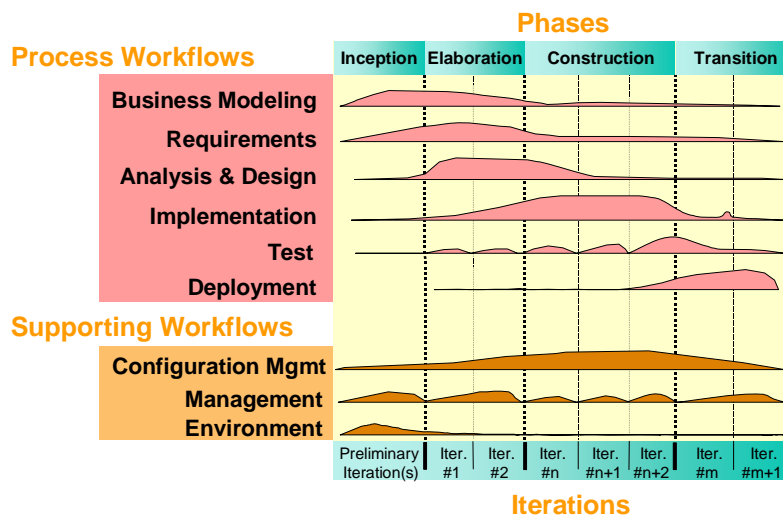 Phases
Process Workflows
Inception Elaboration Construction Transition
Business Modeling
Requirements
Analysis & Design
Implementation
Test
Deployment
Supporting Workflows
Configuration Mgmt
Management
Environment
Preliminary Iter. Iter. Iter. Iter. Iter. Iter. Iter.
Iteration(s) #1 #2 #n #n+1 #n+2 #m #m+1
Iterations